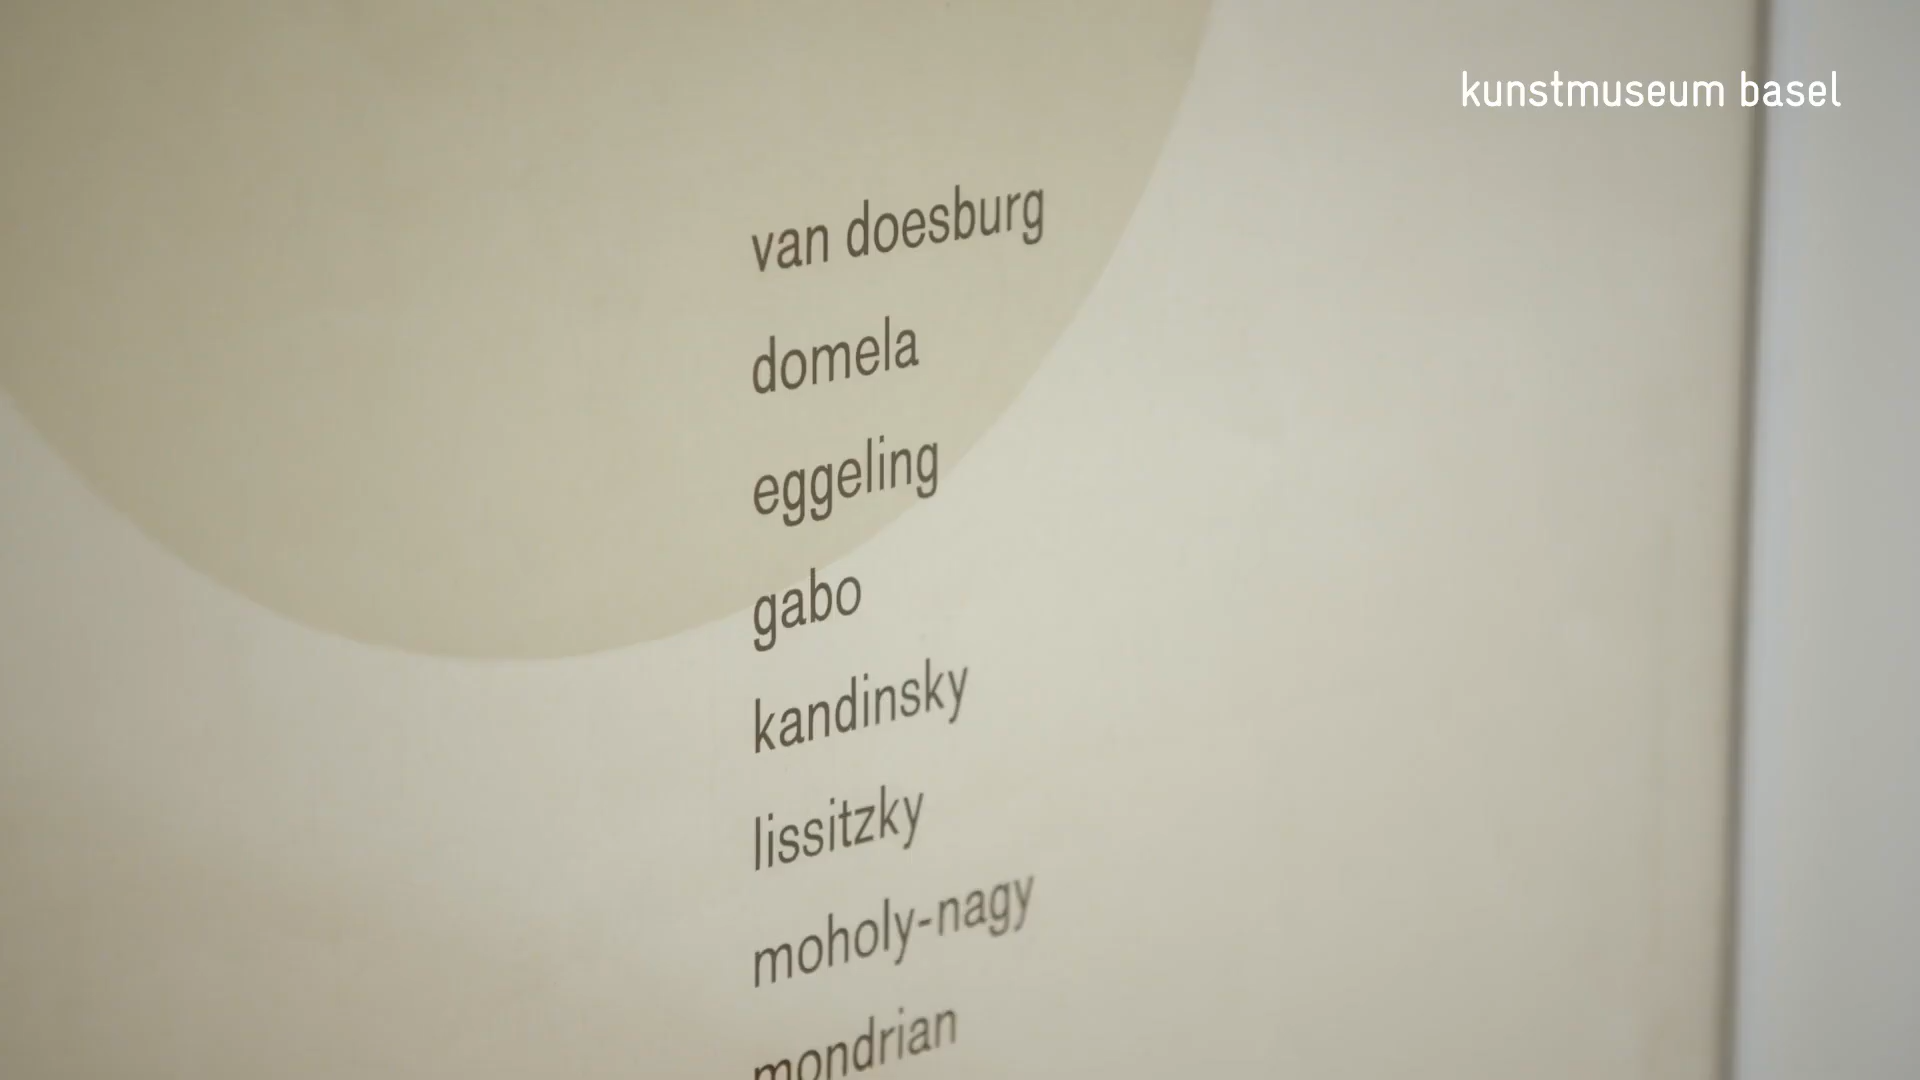 kunstmuseum basel
van doesburg
domela
eggeling
gabo
kandinsky
lissitzky
moholy-nagy
mondrian